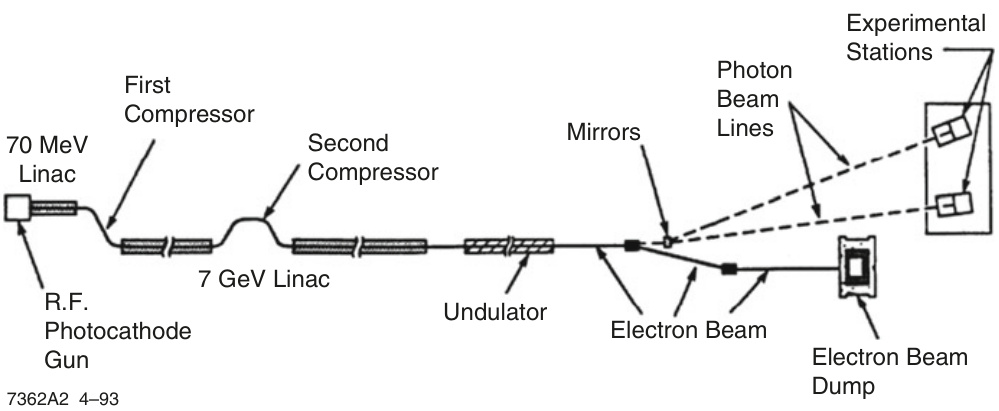 Experimental
Stations
Photon
Beam
Lines
First
Compressor
Mirrors
70 MeV
Linac
Second
Compressor
7 GeV Linac
R.F.
Photocathode
Gun
Undulator
Electron Beam
Electron Beam
Dump
7362A2 4–93